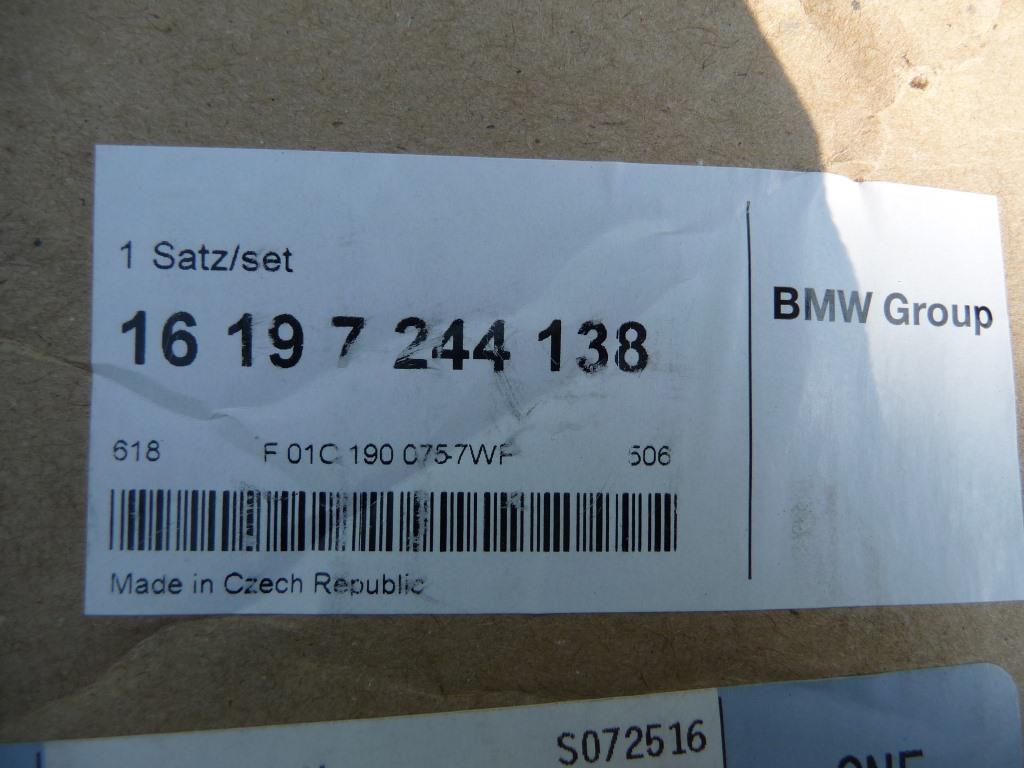 1 Satz/set
16 19 7 244 138
BMW Group
618 F 01C 190 075-7WF 506
Made in Czech Republic
S072516
ONE